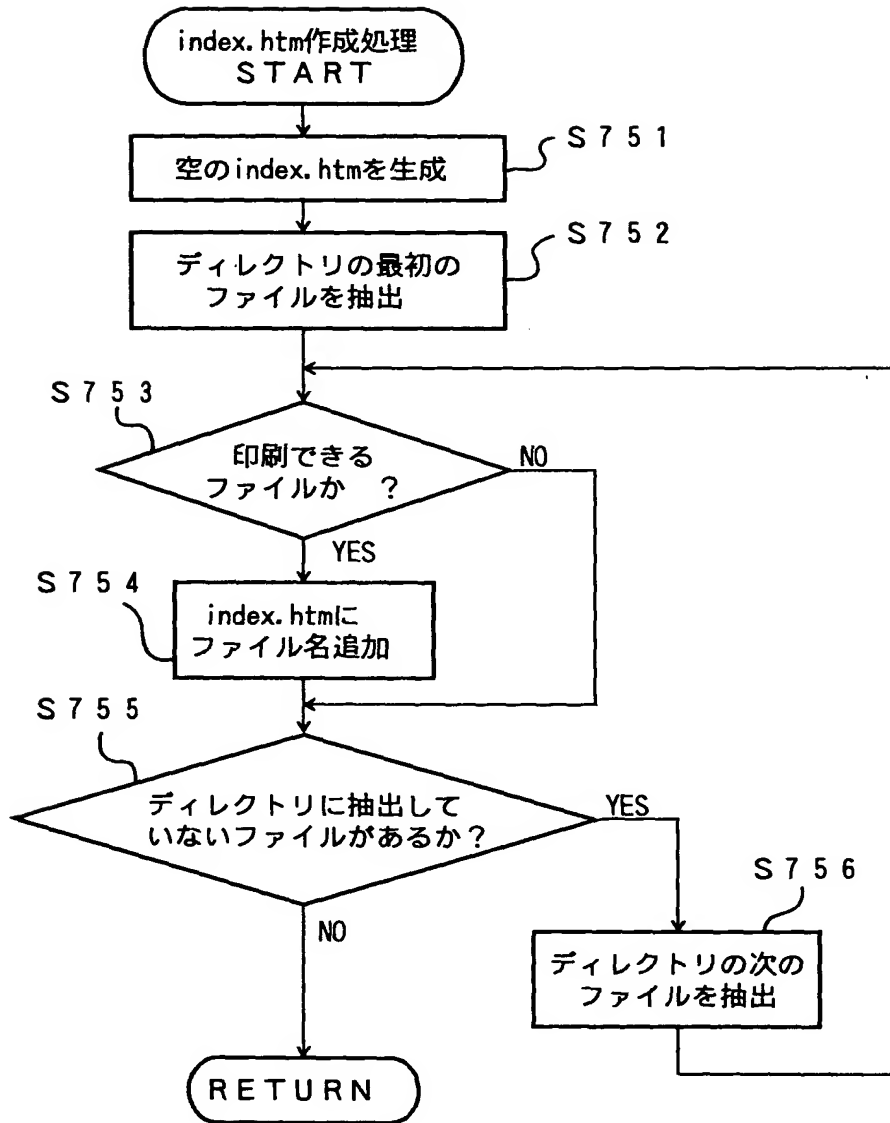 index.htm作成処理
START
S751
空のindex.htmを生成
S752
ディレクトリの最初の
ファイルを抽出
S753
印刷できる
ファイルか ?
NO
YES
S754
index.htmに
ファイル名追加
S755
ディレクトリに抽出して
いないファイルがあるか?
YES
NO
S756
ディレクトリの次の
ファイルを抽出
RETURN